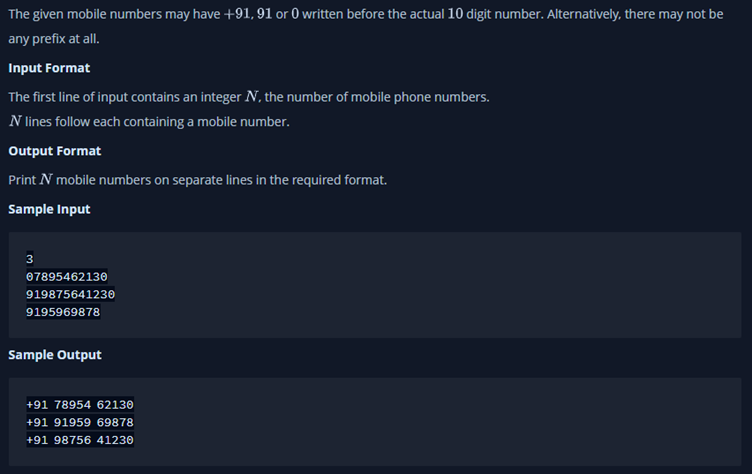 The given mobile numbers may have +91, 91 or 0 written before the actual 10 digit number. Alternatively, there may not be
any prefix at all.
Input Format
The first line of input contains an integer N, the number of mobile phone numbers.
N lines follow each containing a mobile number.
Output Format
Print N mobile numbers on separate lines in the required format.
Sample Input
3
07895462130
919875641230
9195969878
Sample Output
+91 78954 62130
+91 91959 69878
+91 98756 41230